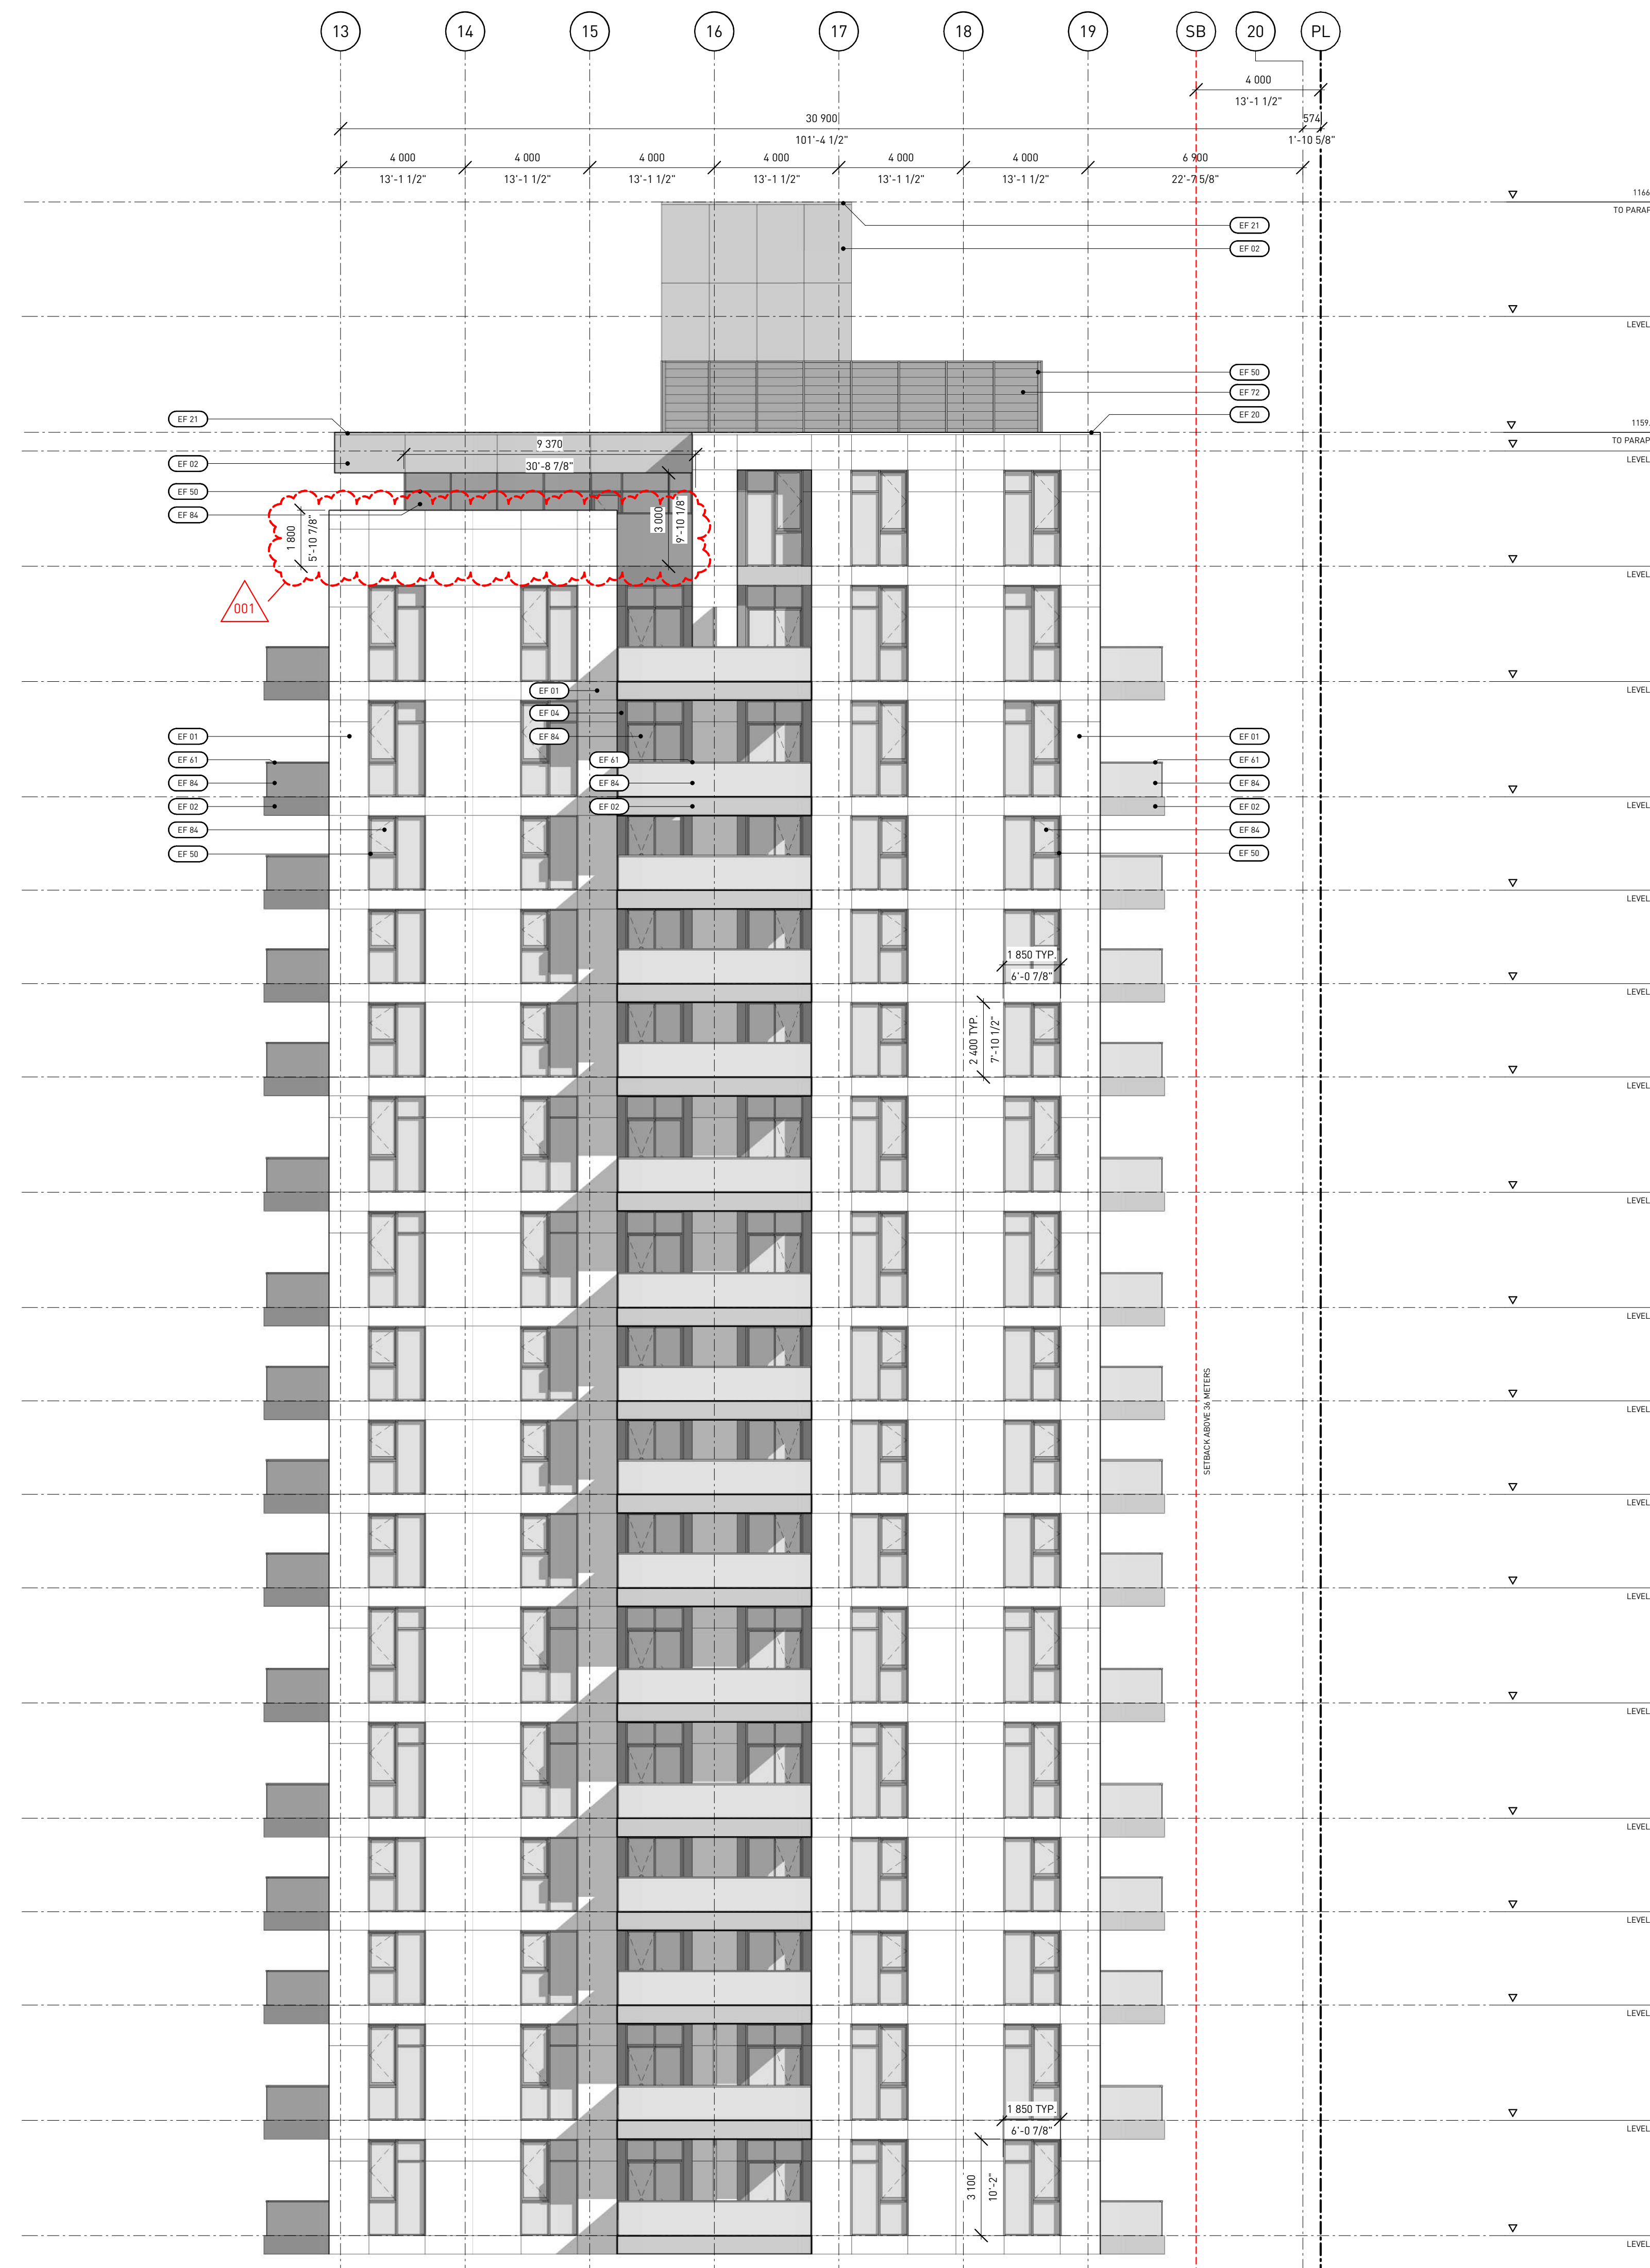 13 14 15 16 17 18 19 SB 20 PL
4 000
13'-1 1/2"
30 900 574
101'-4 1/2" 1'-10 5/8"
4 000 4 000 4 000 4 000 4 000 4 000 6 900
13'-1 1/2" 13'-1 1/2" 13'-1 1/2" 13'-1 1/2" 13'-1 1/2" 13'-1 1/2" 22'-7 5/8"
1166
TO PARAP
EF 21
EF 02
LEVEL
EF 50
EF 72
EF 20
EF 21
1159.
TO PARAP
9 370
LEVEL
EF 02
30'-8 7/8"
EF 50
EF 84
1 800
5'-10 7/8"
3 000
9'-10 1/8"
LEVEL
001
LEVEL
EF 01
EF 04
EF 01 EF 84 EF 01
EF 61 EF 61 EF 61
EF 84 EF 84 EF 84
EF 02 EF 02 EF 02
LEVEL
EF 84 EF 84
EF 50 EF 50
LEVEL
1 850 TYP.
6'-0 7/8"
LEVEL
2 400 TYP.
7'-10 1/2"
LEVEL
LEVEL
LEVEL
SETBACK ABOVE 36 METERS
LEVEL
LEVEL
LEVEL
LEVEL
LEVEL
LEVEL
LEVEL
1 850 TYP.
6'-0 7/8"
LEVEL
3 100
10'-2"
LEVEL